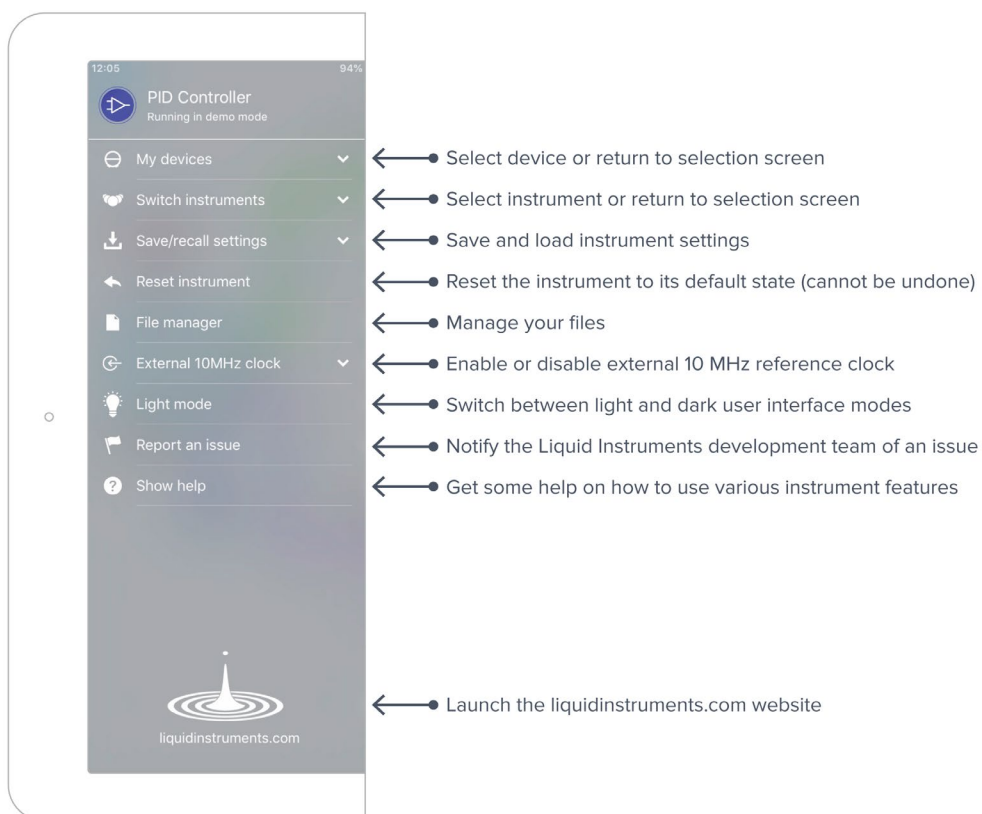 12:05 94%
PID Controller
Running in demo mode
My devices Select device or return to selection screen
Switch instruments Select instrument or return to selection screen
Save/recall settings Save and load instrument settings
Reset instrument Reset the instrument to its default state (cannot be undone)
File manager Manage your files
External 10MHz clock Enable or disable external 10 MHz reference clock
Light mode Switch between light and dark user interface modes
Report an issue Notify the Liquid Instruments development team of an issue
? Show help Get some help on how to use various instrument features
Launch the liquidinstruments.com website
liquidinstruments.com